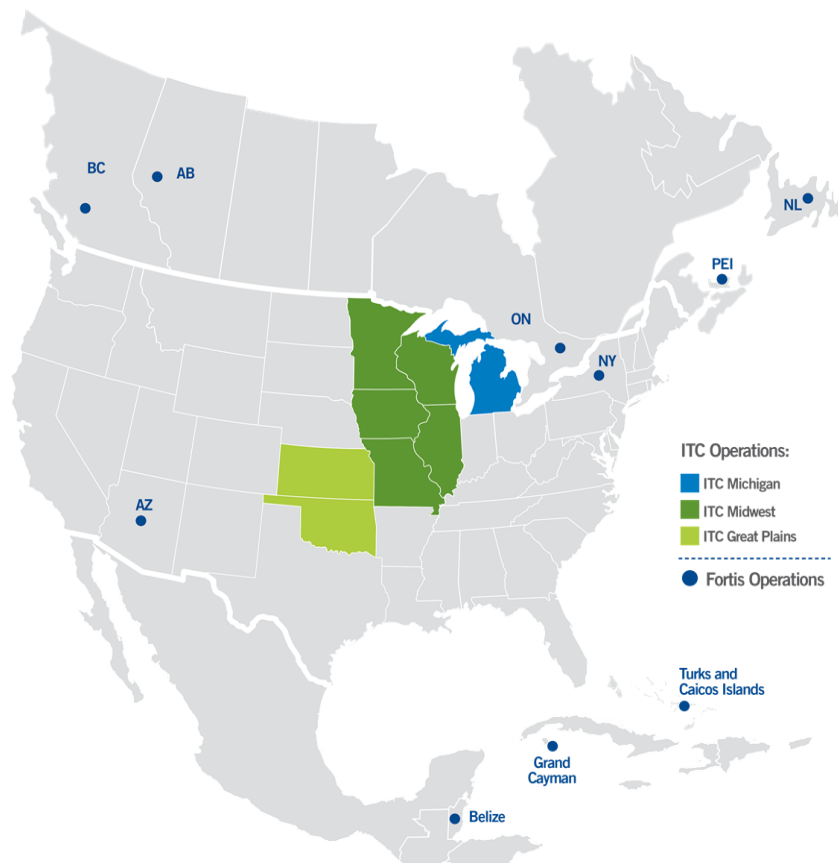 BC
AB
NL
PEI
ON
NY
ITC Operations:
ITC Michigan
ITC Midwest
ITC Great Plains
AZ
Fortis Operations
Turks and
Caicos Islands
Grand
Cayman
Belize